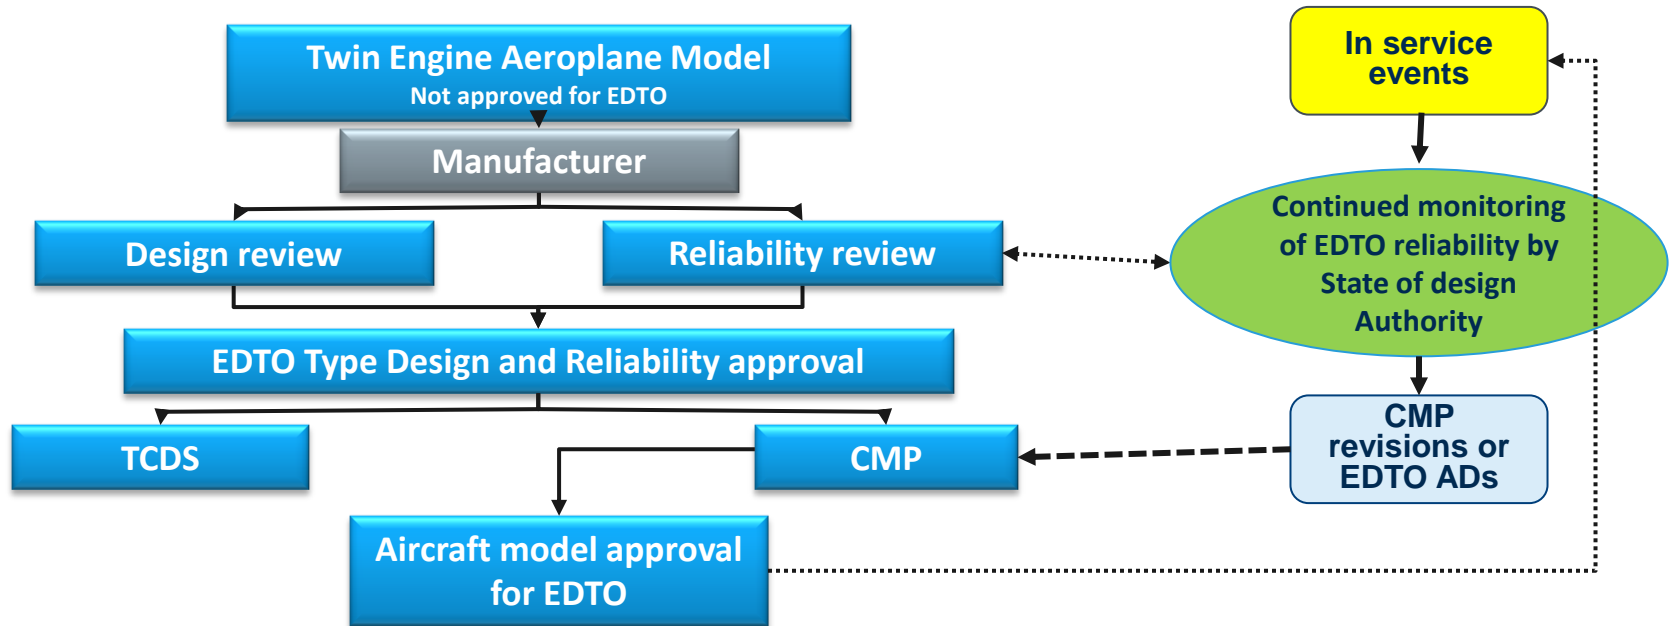 Twin Engine Aeroplane Model
Not approved for EDTO
Manufacturer
Design review
Reliability review
EDTO Type Design and Reliability approval
TCDS
CMP
Aircraft model approval
for EDTO
In service
events
Continued monitoring
of EDTO reliability by
State of design
Authority
CMP
revisions or
EDTO ADs